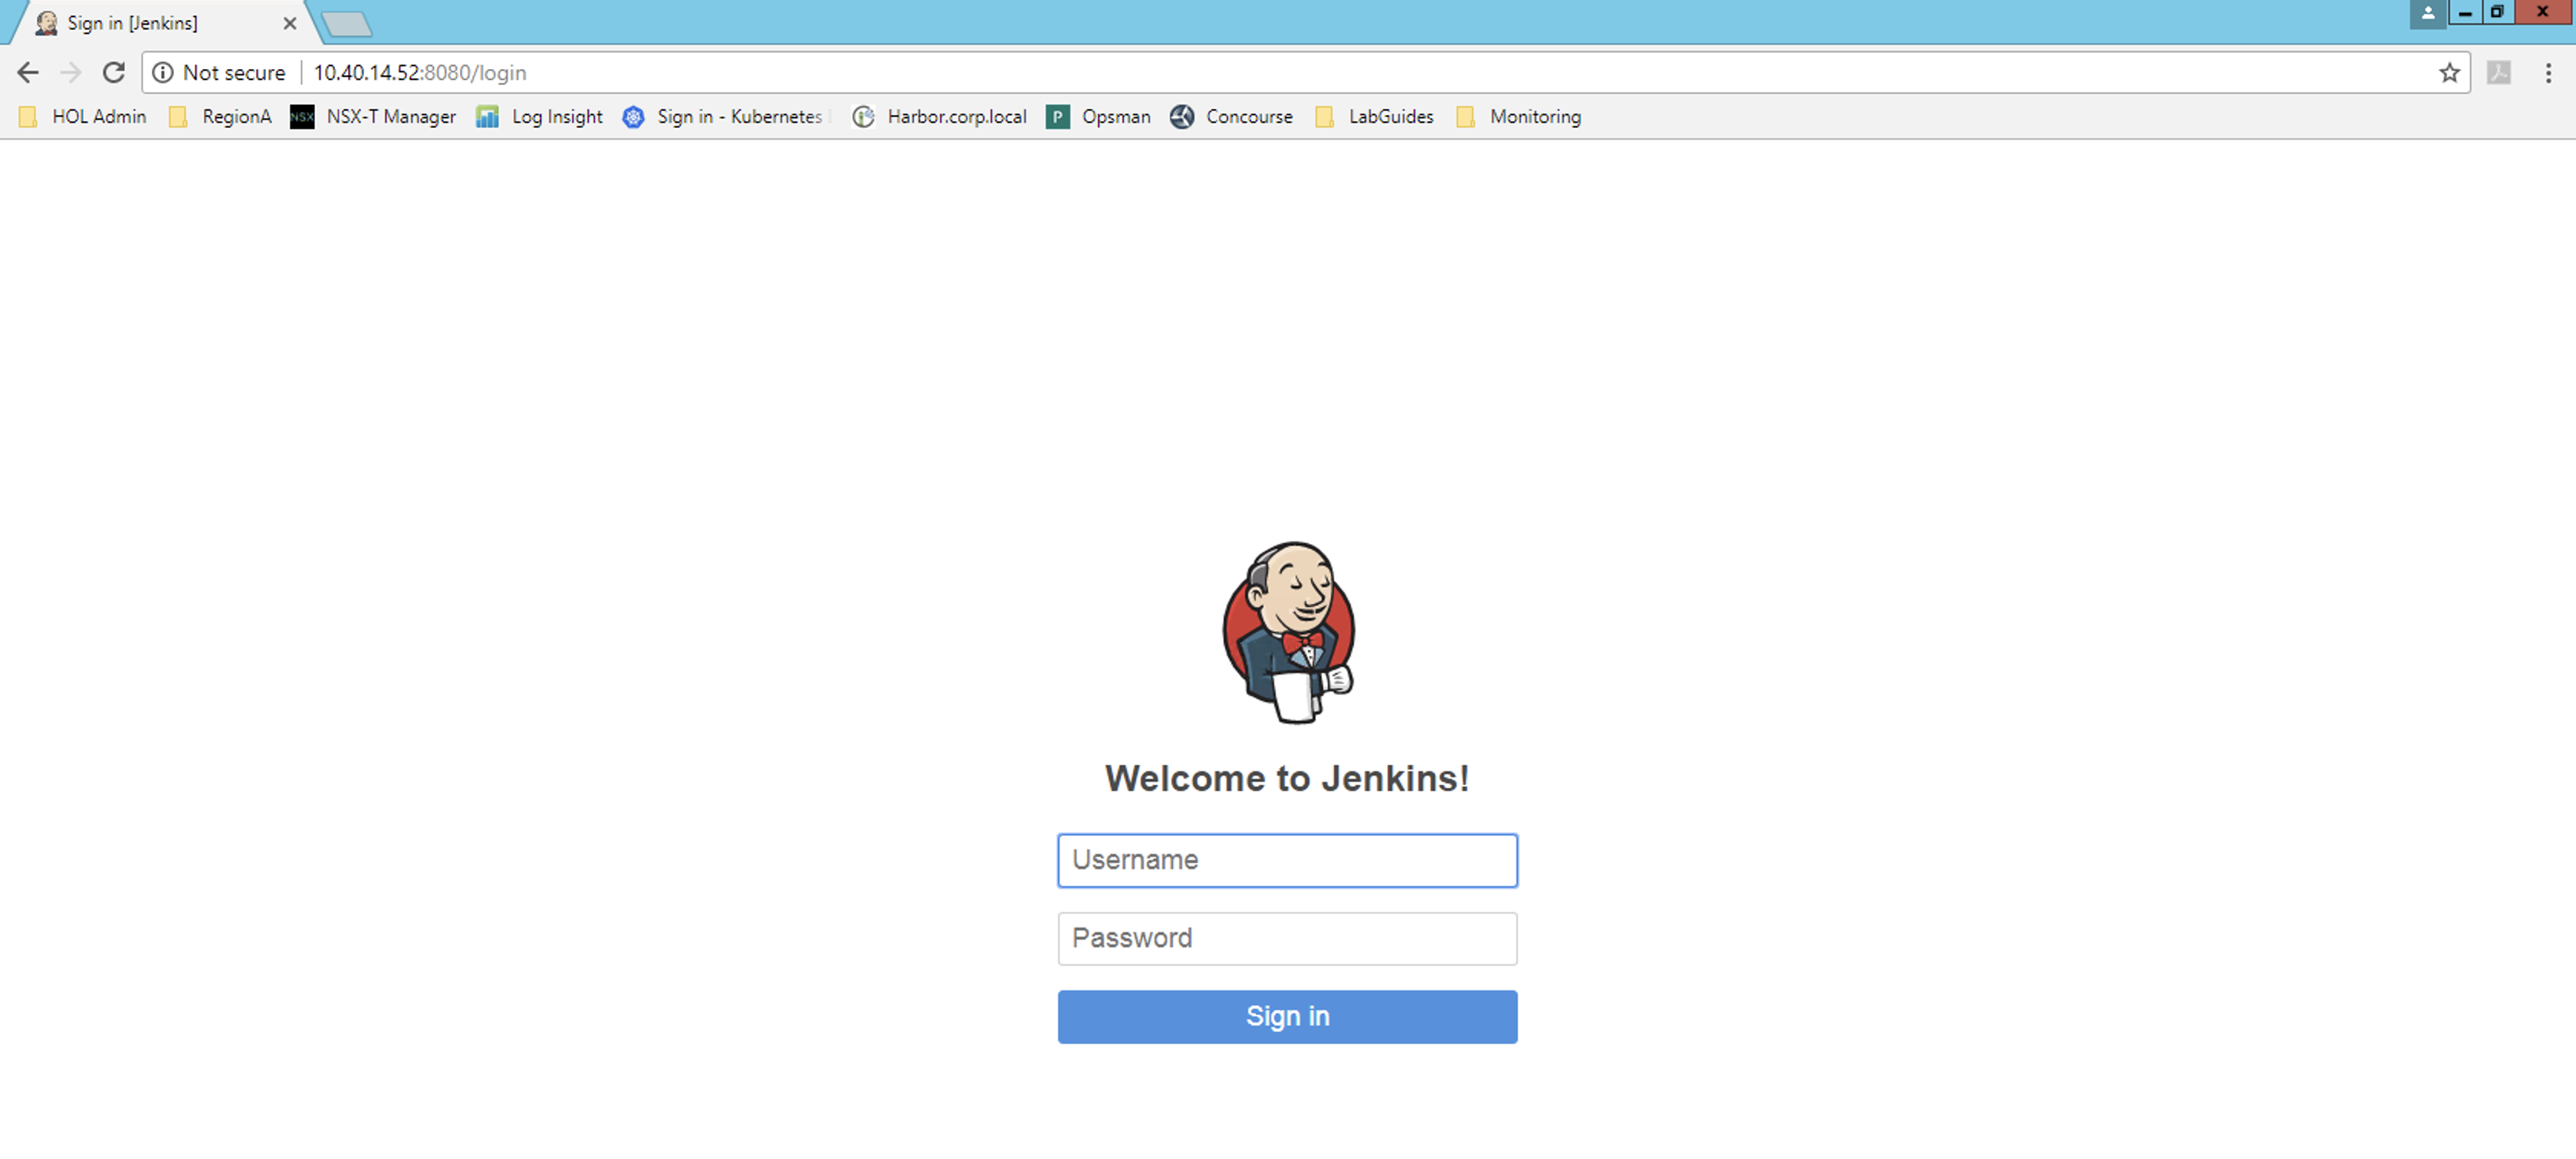 Sign in [Jenkins]
Not secure 10.40.14.52:8080/login
HOL Admin RegionA NSX NSX-T Manager Log Insight Sign in - Kubernetes Harbor.corp.local P Opsman Concourse LabGuides Monitoring
Welcome to Jenkins!
Username
Password
Sign in